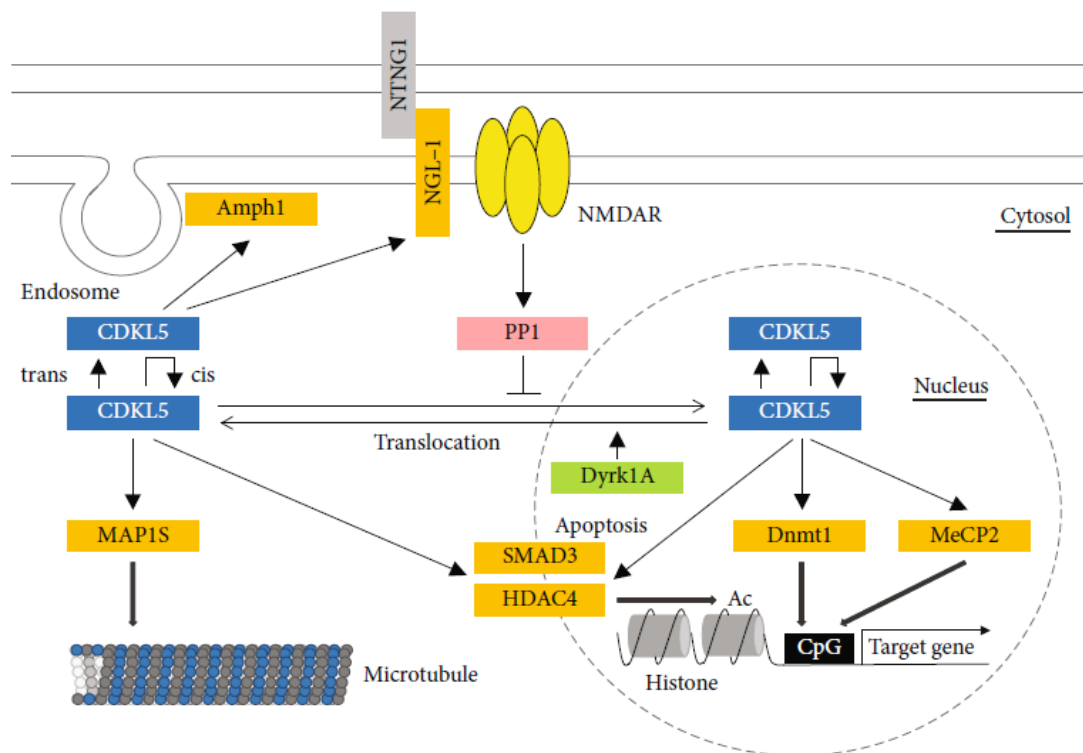 NTNG1
NGL-1
Amph1
NMDAR
Cytosol
Endosome
CDKL5
PP1
CDKL5
trans
cis
Nucleus
CDKL5
CDKL5
Translocation
Dyrk1A
Apoptosis
MAP1S
SMAD3
Dnmt1
MeCP2
HDAC4
Ac
CpG
Target gene
Microtubule
Histone